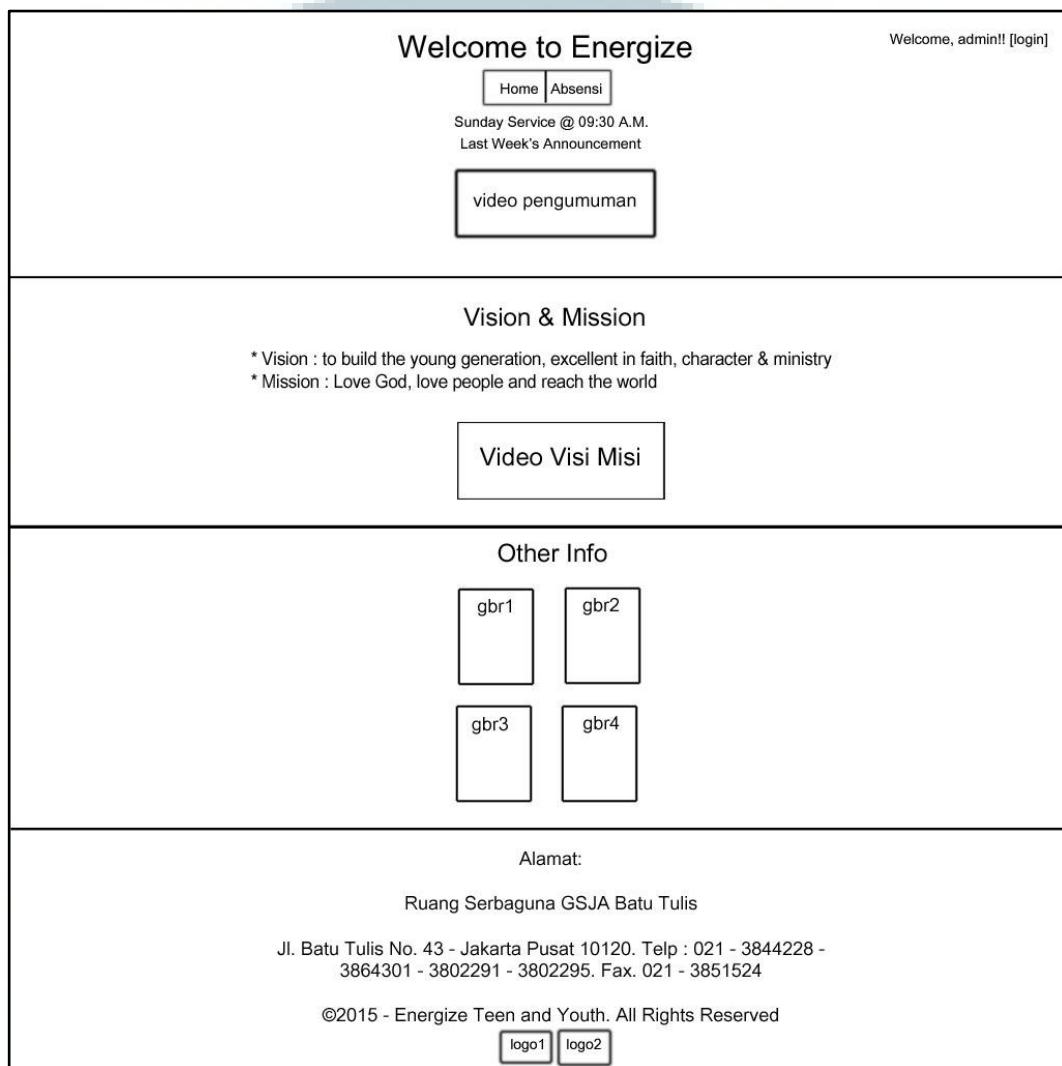 Welcome to Energize
Welcome, admin!! [login]
Home Absensi
Sunday Service @ 09:30 A.M.
Last Week's Announcement
video pengumuman
Vision & Mission
* Vision : to build the young generation, excellent in faith, character & ministry
* Mission : Love God, love people and reach the world
Video Visi Misi
Other Info
gbr1 gbr2
gbr3 gbr4
Alamat:
Ruang Serbaguna GSJA Batu Tulis
Jl. Batu Tulis No. 43 - Jakarta Pusat 10120. Telp : 021 - 3844228 -
3864301 - 3802291 - 3802295. Fax. 021 - 3851524
©2015 - Energize Teen and Youth. All Rights Reserved
logo1 logo2